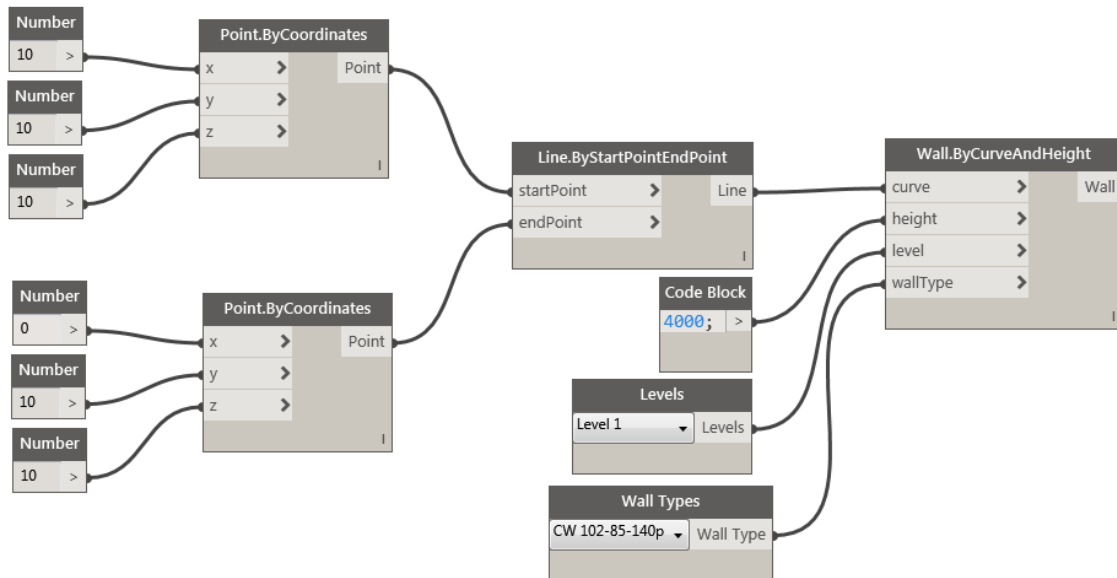 Number
10 >
Number
10 >
Number
10 >
Point.ByCoordinates
x > Point
y >
z >
l
Number
0 >
Number
10 >
Number
10 >
Point.ByCoordinates
x > Point
y >
z >
l
Line.ByStartPointEndPoint
startPoint > Line
endPoint >
l
Code Block
4000; >
Levels
Level 1 Levels
Wall Types
CW 102-85-140p Wall Type
Wall.ByCurveAndHeight
curve > Wall
height >
level >
wallType >
l